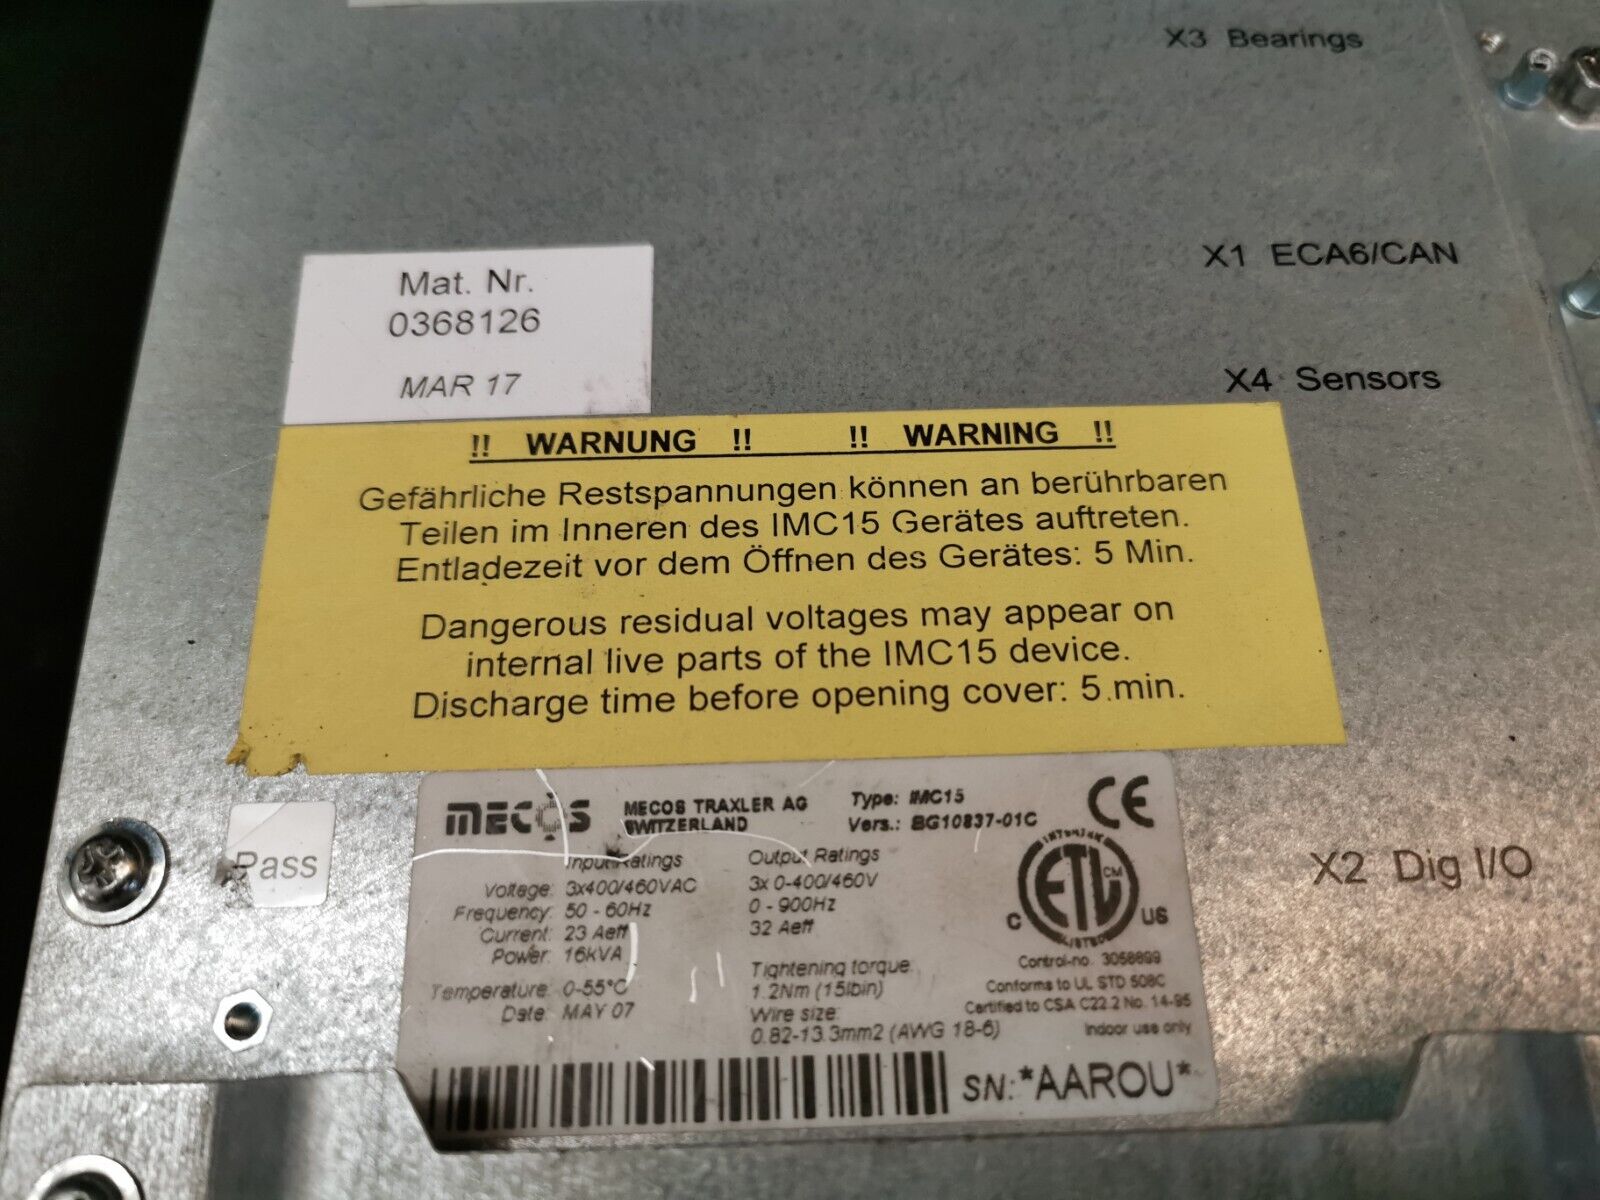 X3 Bearings
X1 ECA6/CAN
X4 Sensors
Mat. Nr.
0368126
MAR 17
!! WARNUNG !! !! WARNING !!
Gefährliche Restspannungen können an berührbaren
Teilen im Inneren des IMC15 Gerätes auftreten.
Entladezeit vor dem Öffnen des Gerätes: 5 Min.
Dangerous residual voltages may appear on
internal live parts of the IMC15 device.
Discharge time before opening cover: 5 min.
Pass
MECOS
MECOS TRAXLER AG
SWITZERLAND
Type: IMC15
Vers.: BG10837-01C
CE
Input Ratings
Voltage: 3x400/460VAC
Frequency: 50 - 60Hz
Current: 23 Aeff
Power: 16kVA
Temperature: 0-55°C
Date: MAY 07
Output Ratings
3x 0-400/460V
0 - 900Hz
32 Aeff
Tightening torque:
1.2Nm (15lbin)
Wire size:
0.82-13.3mm2 (AWG 18-6)
INTERTEK
ETL CM
LISTED
C US
Control-no. 3058699
Conforms to UL STD 508C
Certified to CSA C22.2 No. 14-95
Indoor use only
SN: *AAROU*
X2 Dig I/O